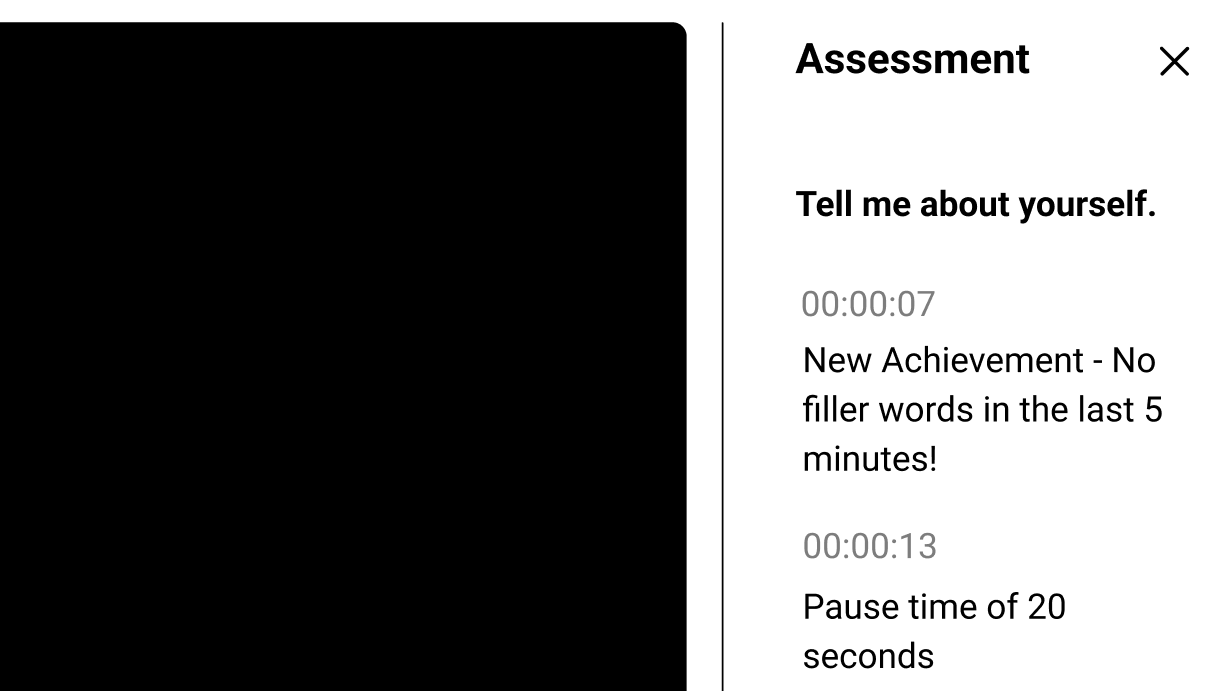 Assessment
Tell me about yourself.
00:00:07
New Achievement - No
filler words in the last 5
minutes!
00:00:13
Pause time of 20
seconds